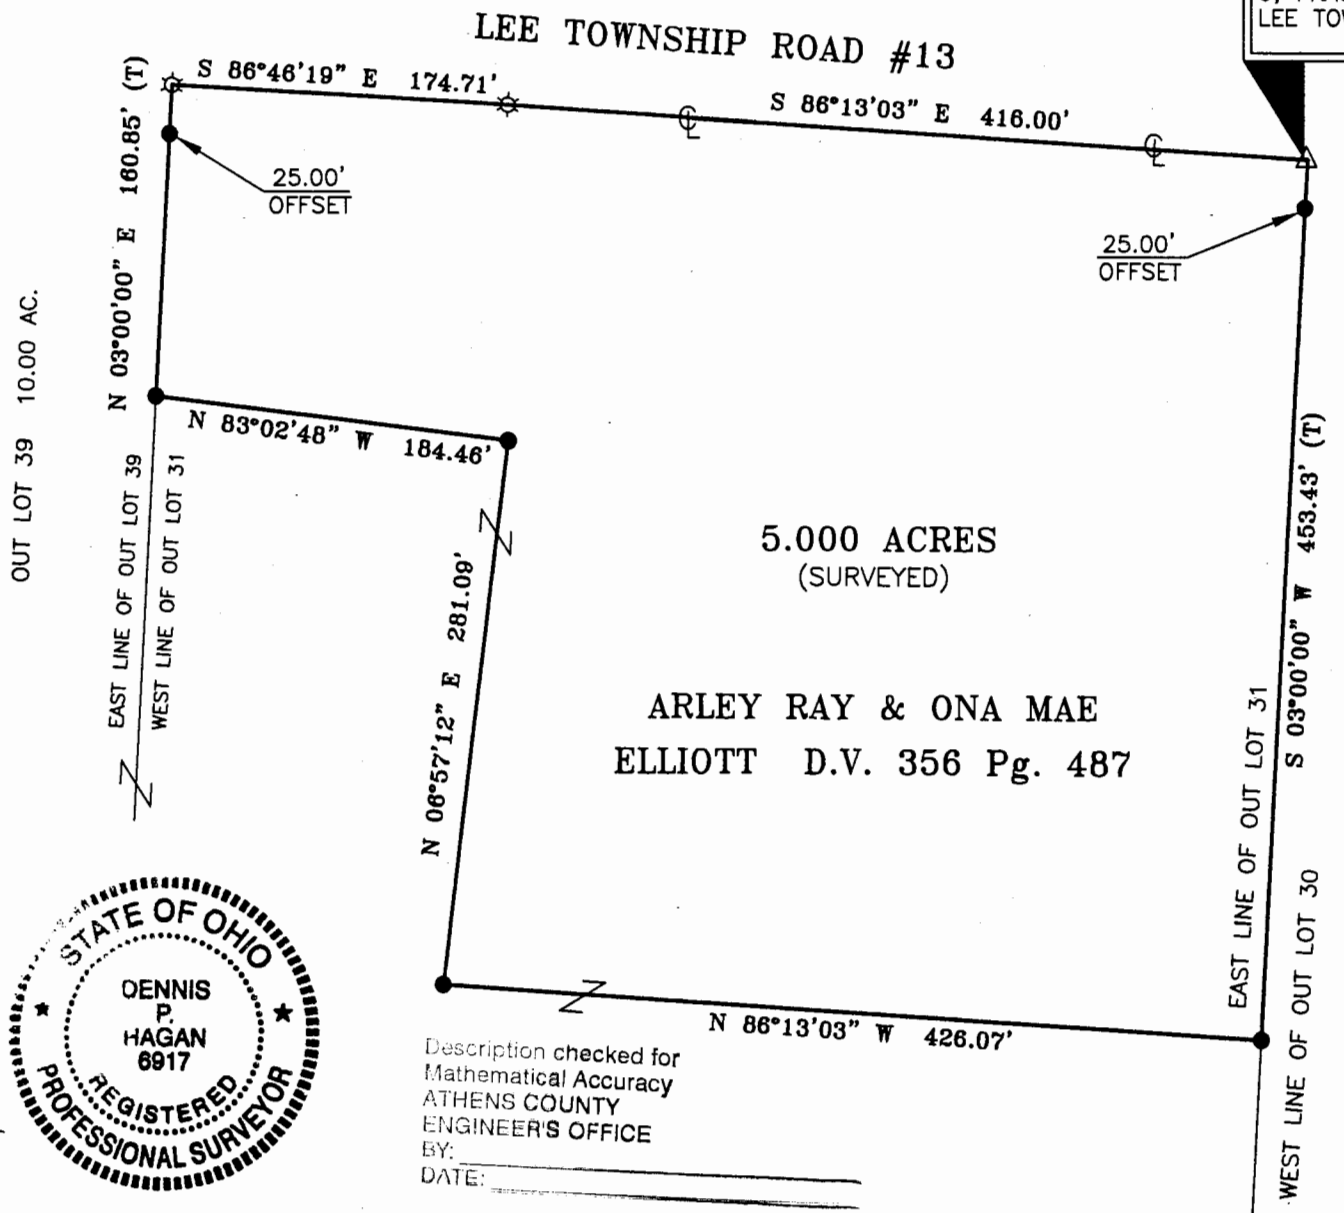 LEE TOWNSHIP ROAD #13
LEE
S 86°46'19" E 174.71'
S 86°13'03" E 416.00'
N 03°00'00" E 160.85' (T)
25.00'
OFFSET
25.00'
OFFSET
OUT LOT 39 10.00 AC.
N 83°02'48" W 184.46'
EAST LINE OF OUT LOT 39
WEST LINE OF OUT LOT 31
N 06°57'12" E 281.09'
5.000 ACRES
(SURVEYED)
ARLEY RAY & ONA MAE
ELLIOTT D.V. 356 Pg. 487
S 03°00'00" W 453.43' (T)
EAST LINE OF OUT LOT 31
WEST LINE OF OUT LOT 30
N 86°13'03" W 426.07'
STATE OF OHIO
DENNIS
P.
HAGAN
6917
REGISTERED
PROFESSIONAL SURVEYOR
Description checked for
Mathematical Accuracy
ATHENS COUNTY
ENGINEER'S OFFICE
BY:
DATE: